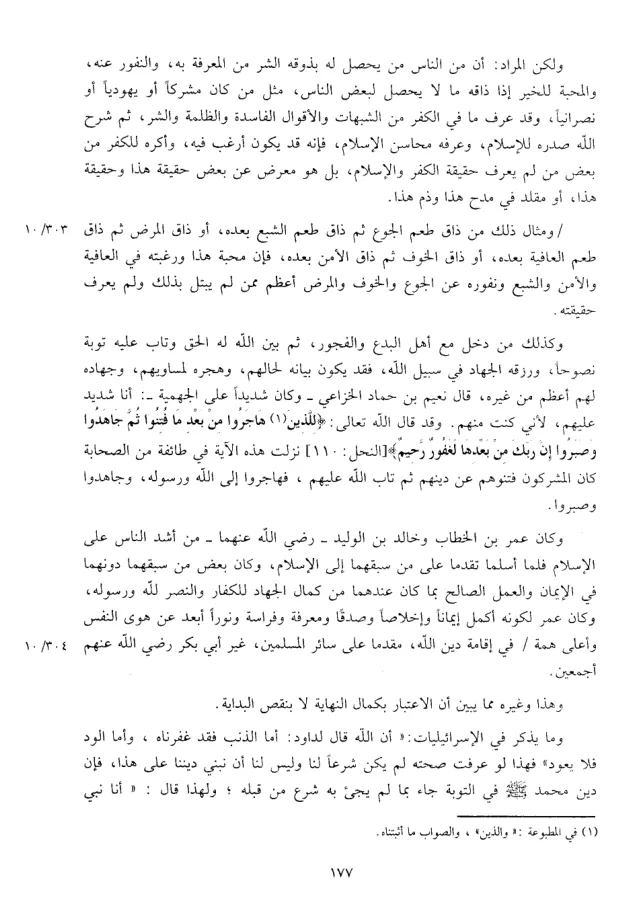 ولكن المراد: أن من الناس من يحصل له بذوقه الشر من المعرفة به، والنفور عنه،
والمحبة للخير إذا ذاقه ما لا يحصل لبعض الناس، مثل من كان مشركاً أو يهودياً أو
نصرانياً، وقد عرف ما في الكفر من الشبهات والأقوال الفاسدة والظلمة والشر، ثم شرح
الله صدره للإسلام، وعرفه محاسن الإسلام، فإنه قد يكون أرغب فيه، وأكره للكفر من
بعض من لم يعرف حقيقة الكفر والإسلام، بل هو معرض عن بعض حقيقة هذا وحقيقة
هذا، أو مقلد في مدح هذا وذم هذا.
/ ومثال ذلك من ذاق طعم الجوع ثم ذاق طعم الشبع بعده، أو ذاق المرض ثم ذاق ١٠/٣٠٣
طعم العافية بعده، أو ذاق الخوف ثم ذاق الأمن بعده، فإن محبة هذا ورغبته في العافية
والأمن والشبع ونفوره عن الجوع والخوف والمرض أعظم ممن لم يبتل بذلك ولم يعرف
حقيقته.
وكذلك من دخل مع أهل البدع والفجور، ثم بين الله له الحق وتاب عليه توبة
نصوحاً، ورزقه الجهاد في سبيل الله، فقد يكون بيانه لحالهم، وهجره لمساويهم، وجهاده
لهم أعظم من غيره، قال نعيم بن حماد الخزاعي ـ وكان شديداً على الجهمية ـ: أنا شديد
عليهم، لأني كنت منهم. وقد قال الله تعالى: ﴿لِلَّذِينَ(١) هَاجَرُوا مِنْ بَعْدِ مَا فُتِنُوا ثُمَّ جَاهَدُوا
وَصَبَرُوا إِنَّ رَبَّكَ مِنْ بَعْدِهَا لَغَفُورٌ رَّحِيمٌ﴾[النحل: ١١٠] نزلت هذه الآية في طائفة من الصحابة
كان المشركون فتنوهم عن دينهم ثم تاب الله عليهم ، فهاجروا إلى الله ورسوله، وجاهدوا
وصبروا.
وكان عمر بن الخطاب وخالد بن الوليد ـ رضي الله عنهما ـ من أشد الناس على
الإسلام فلما أسلما تقدما على من سبقهما إلى الإسلام، وكان بعض من سبقهما دونهما
في الإيمان والعمل الصالح بما كان عندهما من كمال الجهاد للكفار والنصر لله ورسوله،
وكان عمر لكونه أكمل إيماناً وإخلاصاً وصدقًا ومعرفة وفراسة ونوراً أبعد عن هوى النفس
وأعلى همة / في إقامة دين الله، مقدما على سائر المسلمين، غير أبي بكر رضي الله عنهم ١٠/٣٠٤
أجمعين.
وهذا وغيره مما يبين أن الاعتبار بكمال النهاية لا بنقص البداية.
وما يذكر في الإسرائيليات:« أن الله قال لداود: أما الذنب فقد غفرناه ، وأما الود
فلا يعود» فهذا لو عرفت صحته لم يكن شرعاً لنا وليس لنا أن نبني ديننا على هذا، فإن
دين محمد ﷺ في التوبة جاء بما لم يجئ به شرع من قبله ؛ ولهذا قال : « أنا نبي
(١) في المطبوعة :« والذين» ، والصواب ما أثبتناه.
١٧٧